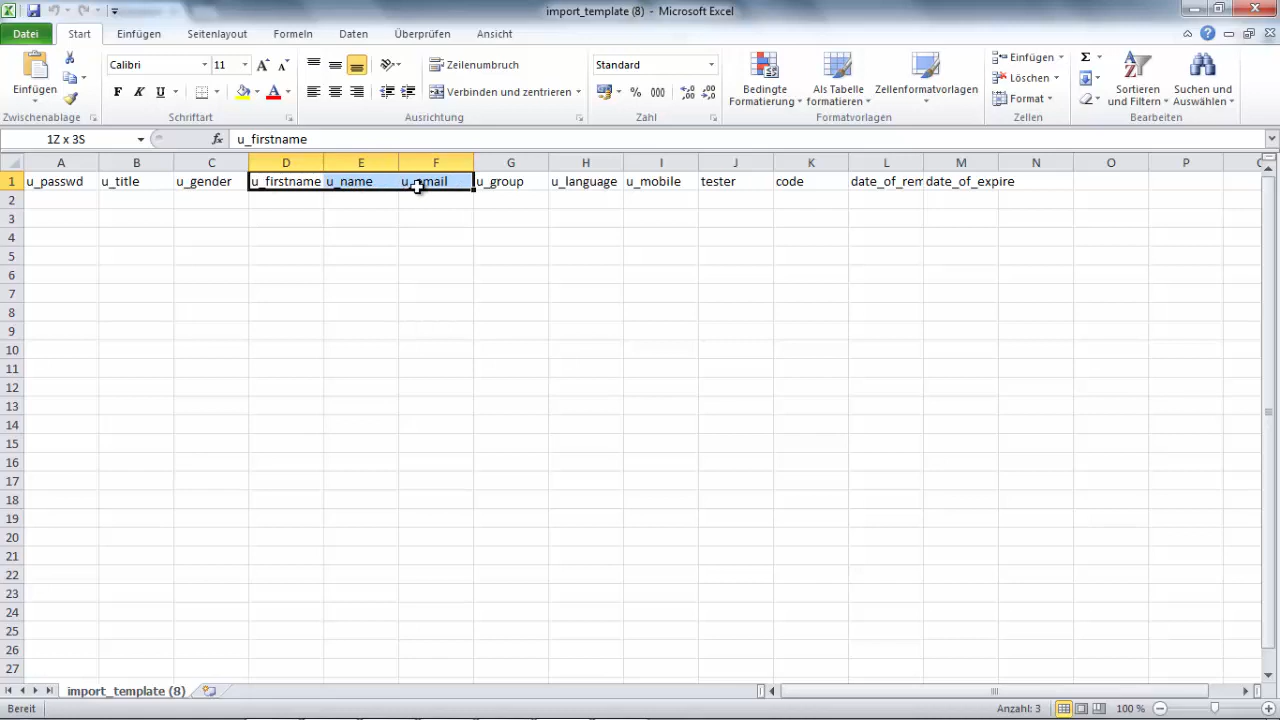 import_template (8) - Microsoft Excel
Datei Start Einfügen Seitenlayout Formeln Daten Überprüfen Ansicht
Einfügen
Zwischenablage
Calibri 11
F K U
Schriftart
Zeilenumbruch
Verbinden und zentrieren
Ausrichtung
Standard
% 000
Zahl
Bedingte Formatierung
Als Tabelle formatieren
Zellenformatvorlagen
Formatvorlagen
Einfügen
Löschen
Format
Zellen
Σ
Sortieren und Filtern
Suchen und Auswählen
Bearbeiten
1Z x 3S fx u_firstname
A B C D E F G H I J K L M N O P
1 u_passwd u_title u_gender u_firstname u_name u_email u_group u_language u_mobile tester code date_of_rem date_of_expire
2
3
4
5
6
7
8
9
10
11
12
13
14
15
16
17
18
19
20
21
22
23
24
25
26
27
import_template (8)
Bereit Anzahl: 3 100 %